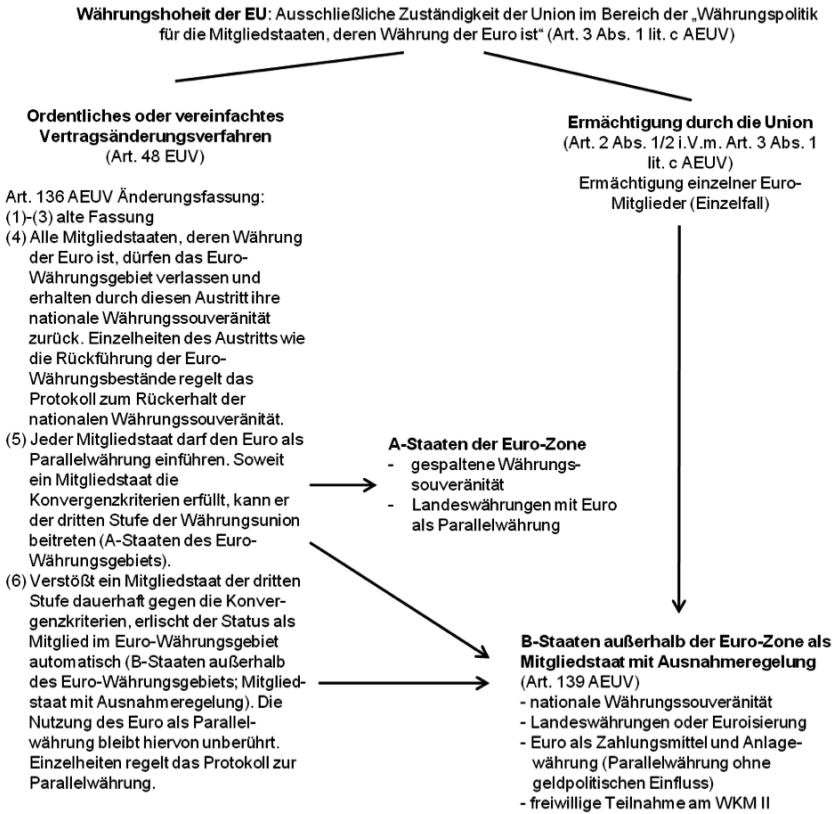 Währungshoheit der EU: Ausschließliche Zuständigkeit der Union im Bereich der „Währungspolitik
für die Mitgliedstaaten, deren Währung der Euro ist“ (Art. 3 Abs. 1 lit. c AEUV)
Ordentliches oder vereinfachtes
Vertragsänderungsverfahren
(Art. 48 EUV)
Art. 136 AEUV Änderungsfassung:
(1)-(3) alte Fassung
(4) Alle Mitgliedstaaten, deren Währung
der Euro ist, dürfen das Euro-
Währungsgebiet verlassen und
erhalten durch diesen Austritt ihre
nationale Währungssouveränität
zurück. Einzelheiten des Austritts wie
die Rückführung der Euro-
Währungsbestände regelt das
Protokoll zum Rückerhalt der
nationalen Währungssouveränität.
(5) Jeder Mitgliedstaat darf den Euro als
Parallelwährung einführen. Soweit
ein Mitgliedstaat die
Konvergenzkriterien erfüllt, kann er
der dritten Stufe der Währungsunion
beitreten (A-Staaten des Euro-
Währungsgebiets).
(6) Verstößt ein Mitgliedstaat der dritten
Stufe dauerhaft gegen die Konver-
genzkriterien, erlischt der Status als
Mitglied im Euro-Währungsgebiet
automatisch (B-Staaten außerhalb
des Euro-Währungsgebiets; Mitglied-
staat mit Ausnahmeregelung). Die
Nutzung des Euro als Parallel-
währung bleibt hiervon unberührt.
Einzelheiten regelt das Protokoll zur
Parallelwährung.
A-Staaten der Euro-Zone
- gespaltene Währungs-
souveränität
- Landeswährungen mit Euro
als Parallelwährung
Ermächtigung durch die Union
(Art. 2 Abs. 1/2 i.V.m. Art. 3 Abs. 1
lit. c AEUV)
Ermächtigung einzelner Euro-
Mitglieder (Einzelfall)
B-Staaten außerhalb der Euro-Zone als
Mitgliedstaat mit Ausnahmeregelung
(Art. 139 AEUV)
- nationale Währungssouveränität
- Landeswährungen oder Euroisierung
- Euro als Zahlungsmittel und Anlage-
währung (Parallelwährung ohne
geldpolitischen Einfluss)
- freiwillige Teilnahme am WKM II